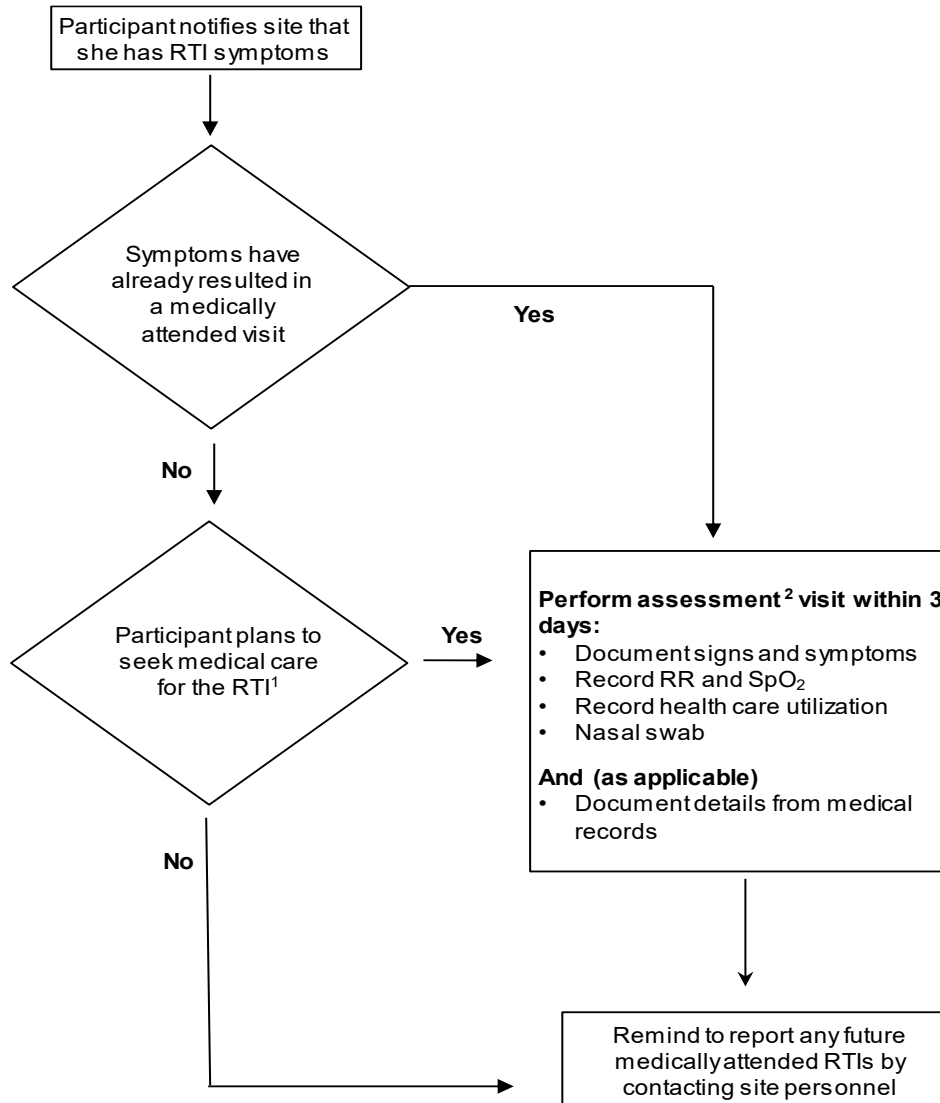 Participant notifies site that
she has RTI symptoms
Symptoms have
already resulted in
a medically
attended visit
Yes
No
Participant plans to
seek medical care
for the RTI¹
Yes
Perform assessment² visit within 3
days:
• Document signs and symptoms
• Record RR and SpO₂
• Record health care utilization
• Nasal swab
And (as applicable)
• Document details from medical
records
No
Remind to report any future
medically attended RTIs by
contacting site personnel